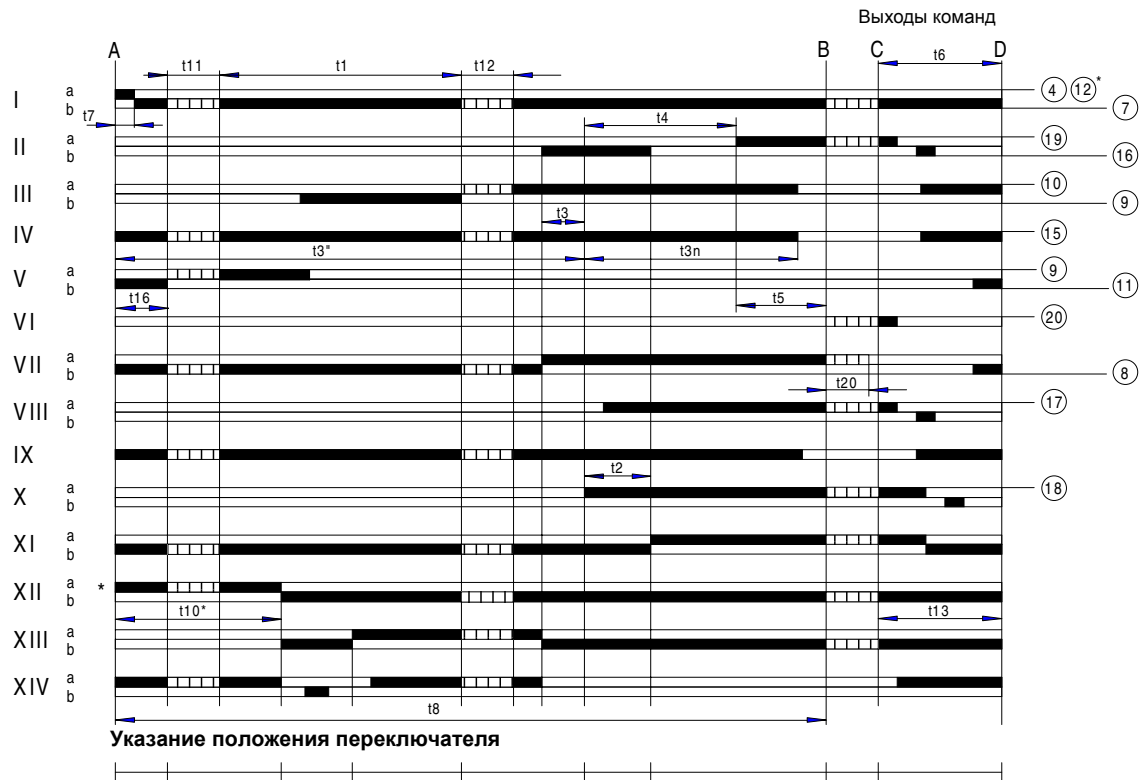 Выходы команд
A B C D
t11 t1 t12 t6
I a b 4 12* 7
t7
t4
II a b 19 16
III a b 10 9
t3
IV 15
t3" t3n
V a b 9 11
t16 t5
VI 20
VII a b 8
t20
VIII a b 17
IX
t2
X a b 18
XI a b
XII a b *
t10* t13
XIII a b
XIV a b
t8
Указание положения переключателя